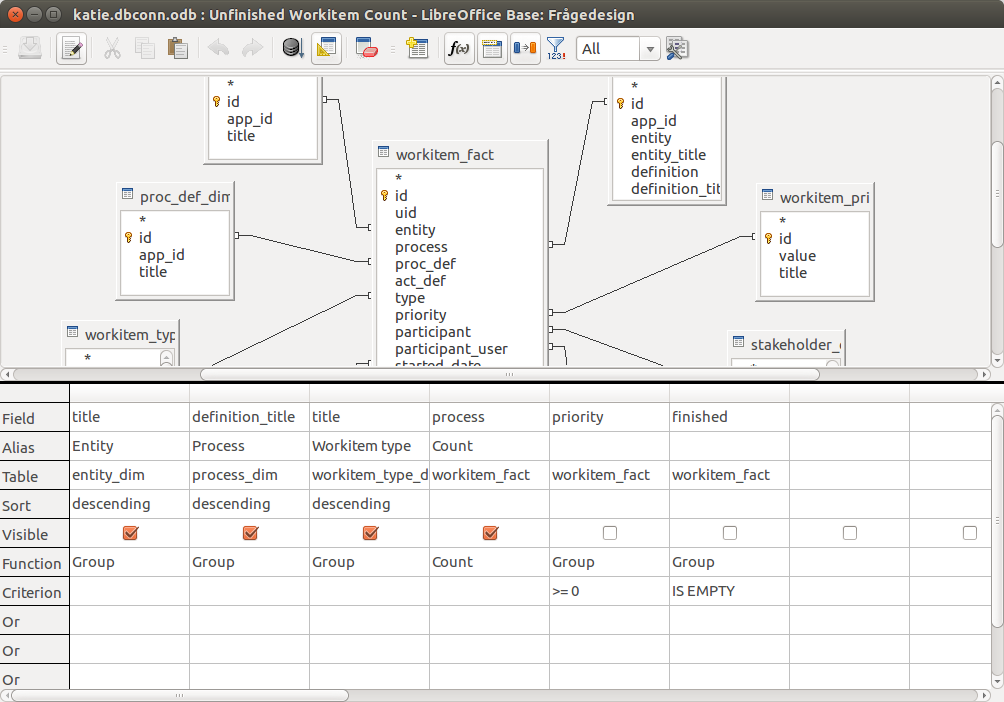 katie.dbconn.odb : Unfinished Workitem Count - LibreOffice Base: Frågedesign
f(x) 123! All
*
id
app_id
title
proc_def_dim
*
id
app_id
title
workitem_typ
*
workitem_fact
*
id
uid
entity
process
proc_def
act_def
type
priority
participant
participant_user
started_date
*
id
app_id
entity
entity_title
definition
definition_tit
workitem_pri
*
id
value
title
stakeholder_
Field title definition_title title process priority finished
Alias Entity Process Workitem type Count
Table entity_dim process_dim workitem_type_d workitem_fact workitem_fact workitem_fact
Sort descending descending descending
Visible
Function Group Group Group Count Group Group
Criterion >= 0 IS EMPTY
Or
Or
Or